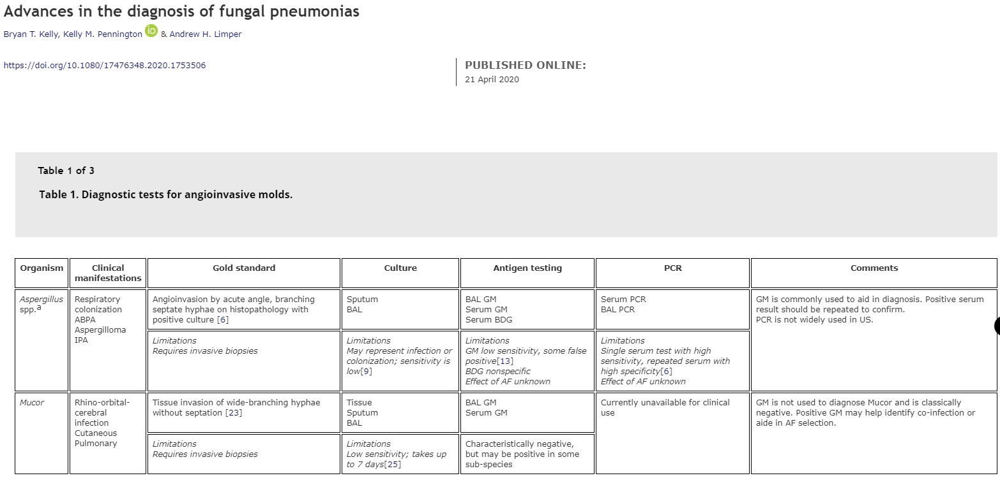 Advances in the diagnosis of fungal pneumonias
Bryan T. Kelly, Kelly M. Pennington iD & Andrew H. Limper
https://doi.org/10.1080/17476348.2020.1753506
PUBLISHED ONLINE:
21 April 2020
Table 1 of 3
Table 1. Diagnostic tests for angioinvasive molds.
Organism
Clinical
manifestations
Gold standard
Culture
Antigen testing
PCR
Comments
Aspergillus
spp.a
Respiratory
colonization
ABPA
Aspergilloma
IPA
Angioinvasion by acute angle, branching
septate hyphae on histopathology with
positive culture [6]
Sputum
BAL
BAL GM
Serum GM
Serum BDG
Serum PCR
BAL PCR
GM is commonly used to aid in diagnosis. Positive serum
result should be repeated to confirm.
PCR is not widely used in US.
Limitations
Requires invasive biopsies
Limitations
May represent infection or
colonization; sensitivity is
low[9]
Limitations
GM low sensitivity, some false
positive[13]
BDG nonspecific
Effect of AF unknown
Limitations
Single serum test with high
sensitivity, repeated serum with
high specificity[6]
Effect of AF unknown
Mucor
Rhino-orbital-
cerebral
infection
Cutaneous
Pulmonary
Tissue invasion of wide-branching hyphae
without septation [23]
Tissue
Sputum
BAL
BAL GM
Serum GM
Currently unavailable for clinical
use
GM is not used to diagnose Mucor and is classically
negative. Positive GM may help identify co-infection or
aide in AF selection.
Limitations
Requires invasive biopsies
Limitations
Low sensitivity; takes up
to 7 days[25]
Characteristically negative,
but may be positive in some
sub-species